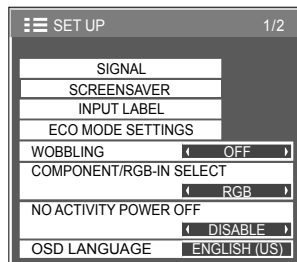 SET UP 1/2
SIGNAL
SCREENSAVER
INPUT LABEL
ECO MODE SETTINGS
WOBBLING OFF
COMPONENT/RGB-IN SELECT
RGB
NO ACTIVITY POWER OFF
DISABLE
OSD LANGUAGE ENGLISH (US)